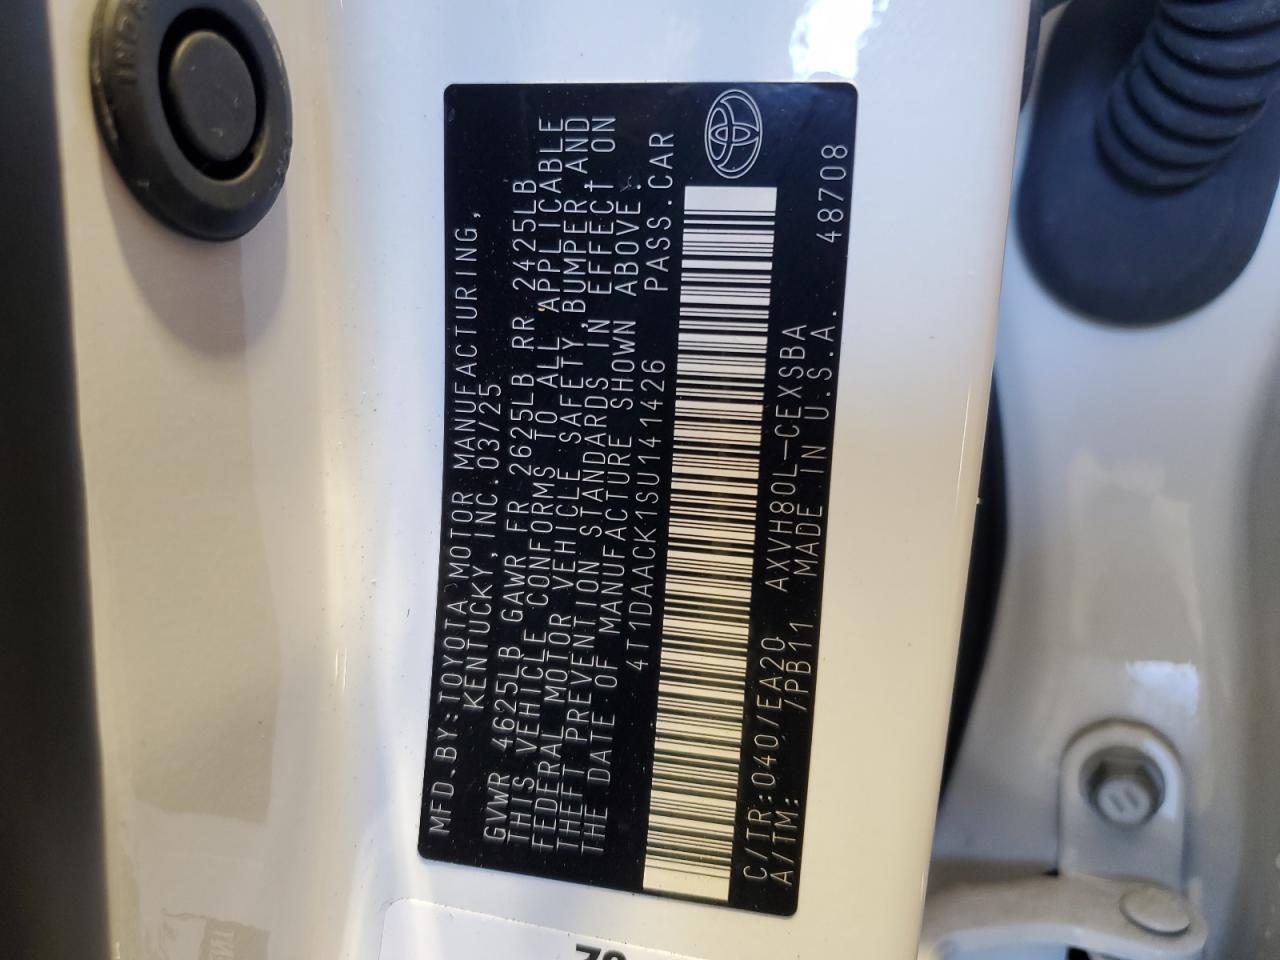 MFD.BY:TOYOTA MOTOR MANUFACTURING,
KENTUCKY,INC.03/25
GVWR 4625LB GAWR FR 2625LB RR 2425LB
THIS VEHICLE CONFORMS TO ALL APPLICABLE
FEDERAL MOTOR VEHICLE SAFETY,BUMPER,AND
THEFT PREVENTION STANDARDS IN EFFECT ON
THE DATE OF MANUFACTURE SHOWN ABOVE.
4T1DAACK1SU141426 PASS.CAR
C/TR:040/EA20 AXVH80L-CEXSBA
A/TM: /PB11 MADE IN U.S.A. 48708